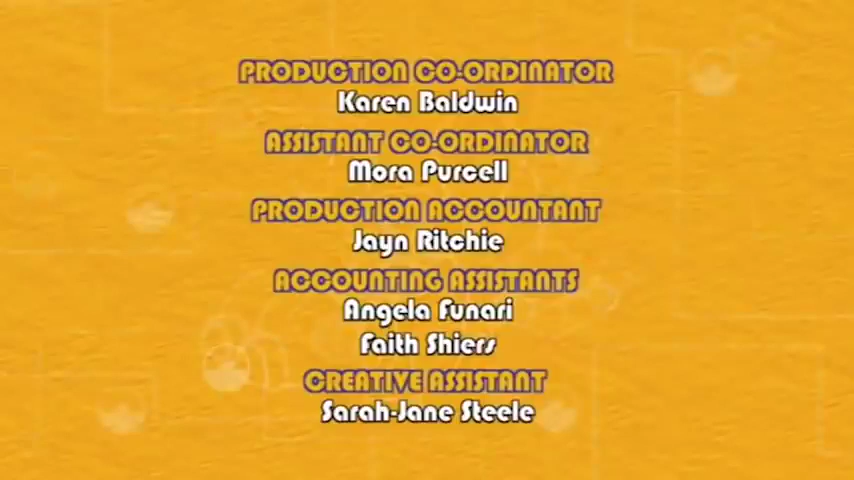 PRODUCTION CO-ORDINATOR
Karen Baldwin
ASSISTANT CO-ORDINATOR
Mora Purcell
PRODUCTION ACCOUNTANT
Jayn Ritchie
ACCOUNTING ASSISTANTS
Angela Funari
Faith Shiers
CREATIVE ASSISTANT
Sarah-Jane Steele